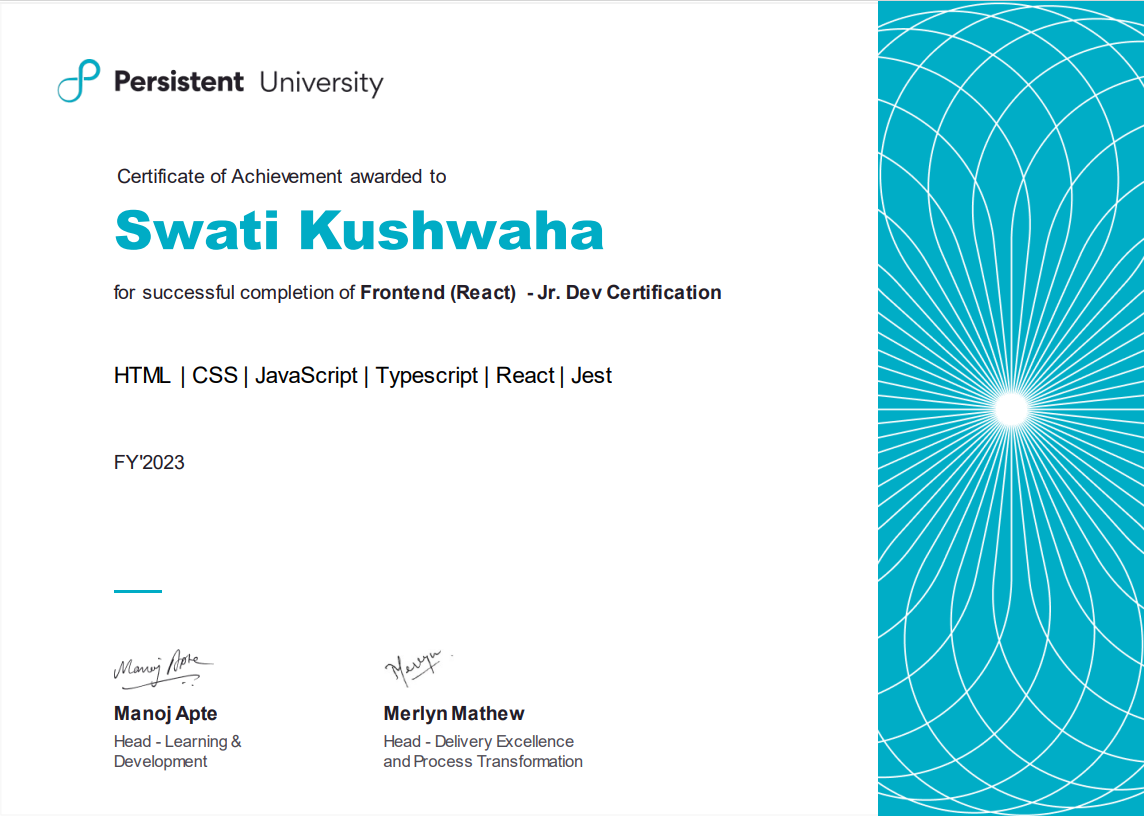 Persistent University
Certificate of Achievement awarded to
Swati Kushwaha
for successful completion of Frontend (React) - Jr. Dev Certification
HTML | CSS | JavaScript | Typescript | React | Jest
FY'2023
Manoj Apte
Merlyn
Manoj Apte
Head - Learning &
Development
Merlyn Mathew
Head - Delivery Excellence
and Process Transformation